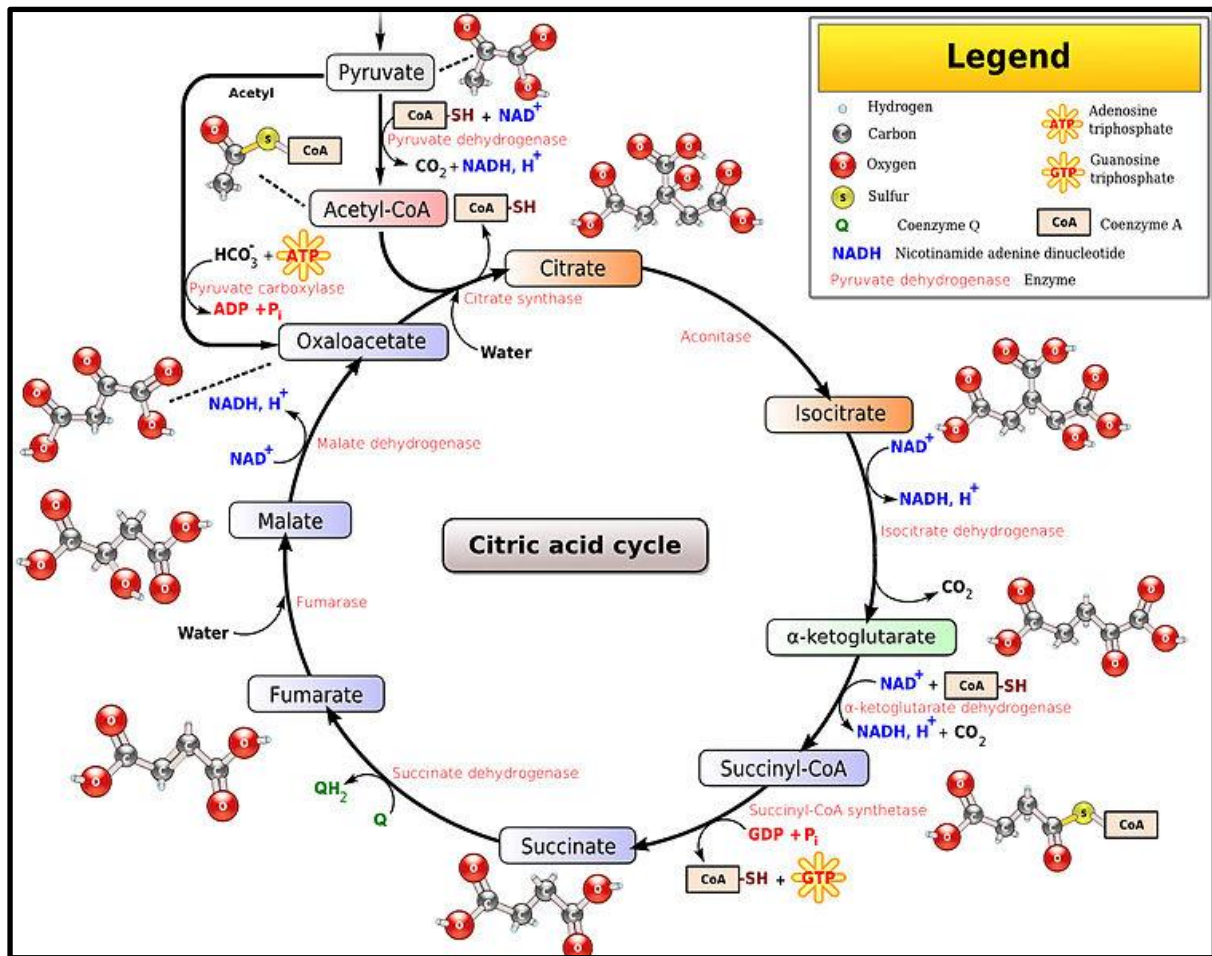 Pyruvate
Acetyl
CoA-SH + NAD+
Pyruvate dehydrogenase
CO2 + NADH, H+
S CoA
Acetyl-CoA
CoA-SH
HCO3- + ATP
Pyruvate carboxylase
ADP + Pi
Citrate
Citrate synthase
Oxaloacetate
Water
Aconitase
Isocitrate
NAD+
NADH, H+
Isocitrate dehydrogenase
CO2
α-ketoglutarate
NAD+ + CoA-SH
α-ketoglutarate dehydrogenase
NADH, H+ + CO2
Succinyl-CoA
Succinyl-CoA synthetase
GDP + Pi
CoA-SH + GTP
S CoA
Succinate
Succinate dehydrogenase
QH2
Q
Fumarate
Fumarase
Water
Malate
NADH, H+
NAD+
Malate dehydrogenase
Citric acid cycle
Legend
Hydrogen
C Carbon
O Oxygen
S Sulfur
Q Coenzyme Q
ATP Adenosine
triphosphate
GTP Guanosine
triphosphate
CoA Coenzyme A
NADH Nicotinamide adenine dinucleotide
Pyruvate dehydrogenase Enzyme